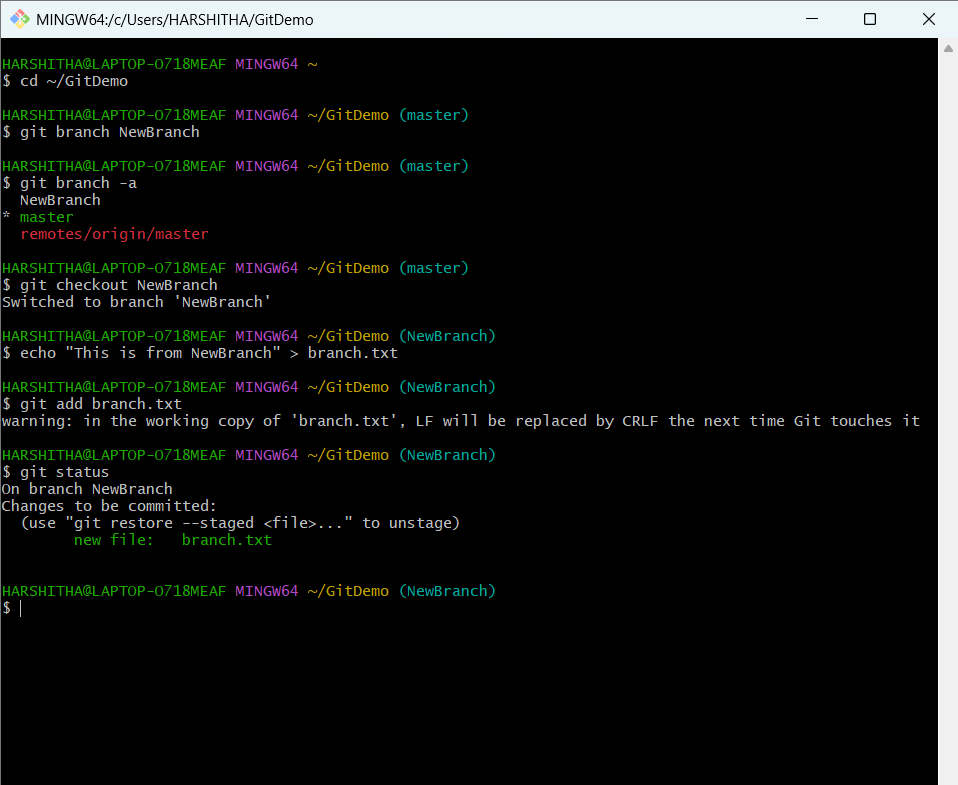 MINGW64:/c/Users/HARSHITHA/GitDemo
HARSHITHA@LAPTOP-O718MEAF MINGW64 ~
$ cd ~/GitDemo
HARSHITHA@LAPTOP-O718MEAF MINGW64 ~/GitDemo (master)
$ git branch NewBranch
HARSHITHA@LAPTOP-O718MEAF MINGW64 ~/GitDemo (master)
$ git branch -a
  NewBranch
* master
  remotes/origin/master
HARSHITHA@LAPTOP-O718MEAF MINGW64 ~/GitDemo (master)
$ git checkout NewBranch
Switched to branch 'NewBranch'
HARSHITHA@LAPTOP-O718MEAF MINGW64 ~/GitDemo (NewBranch)
$ echo "This is from NewBranch" > branch.txt
HARSHITHA@LAPTOP-O718MEAF MINGW64 ~/GitDemo (NewBranch)
$ git add branch.txt
warning: in the working copy of 'branch.txt', LF will be replaced by CRLF the next time Git touches it
HARSHITHA@LAPTOP-O718MEAF MINGW64 ~/GitDemo (NewBranch)
$ git status
On branch NewBranch
Changes to be committed:
  (use "git restore --staged <file>..." to unstage)
        new file:   branch.txt
HARSHITHA@LAPTOP-O718MEAF MINGW64 ~/GitDemo (NewBranch)
$